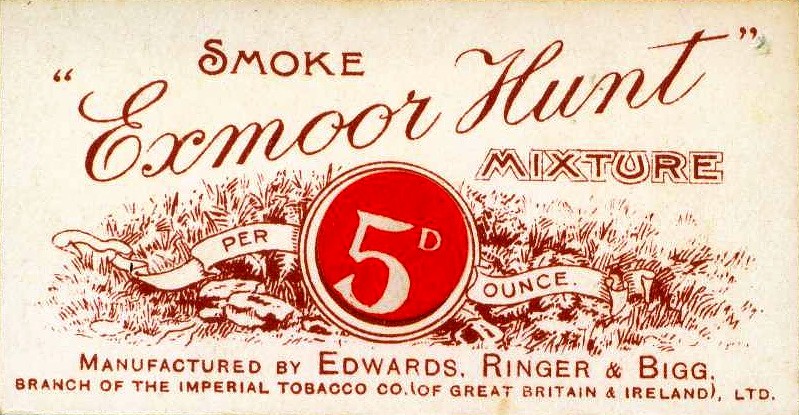 SMOKE
"Exmoor Hunt"
MIXTURE
PER 5D OUNCE.
MANUFACTURED BY EDWARDS, RINGER & BIGG.
BRANCH OF THE IMPERIAL TOBACCO CO. (OF GREAT BRITAIN & IRELAND), LTD.